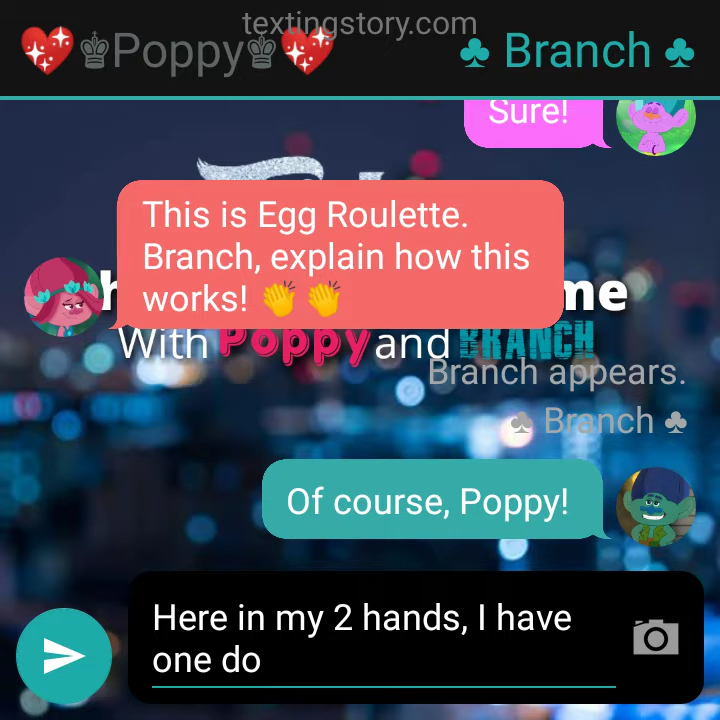 textingstory.com
💖♚Poppy♚💖
♣ Branch ♣
Sure!
This is Egg Roulette.
Branch, explain how this
works! 👏 👏
me
With Poppy and BRANCH
Branch appears.
♣ Branch ♣
Of course, Poppy!
Here in my 2 hands, I have
one do